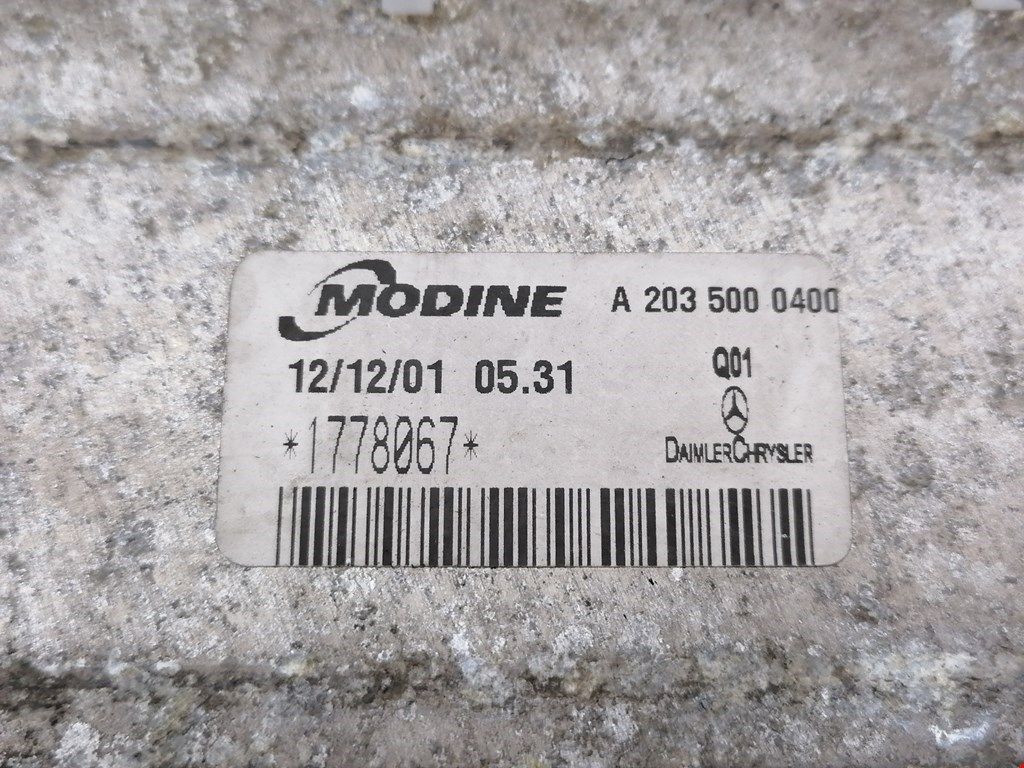 MODINE A 203 500 0400
12/12/01 05.31 Q01
*1778067* DAIMLERCHRYSLER